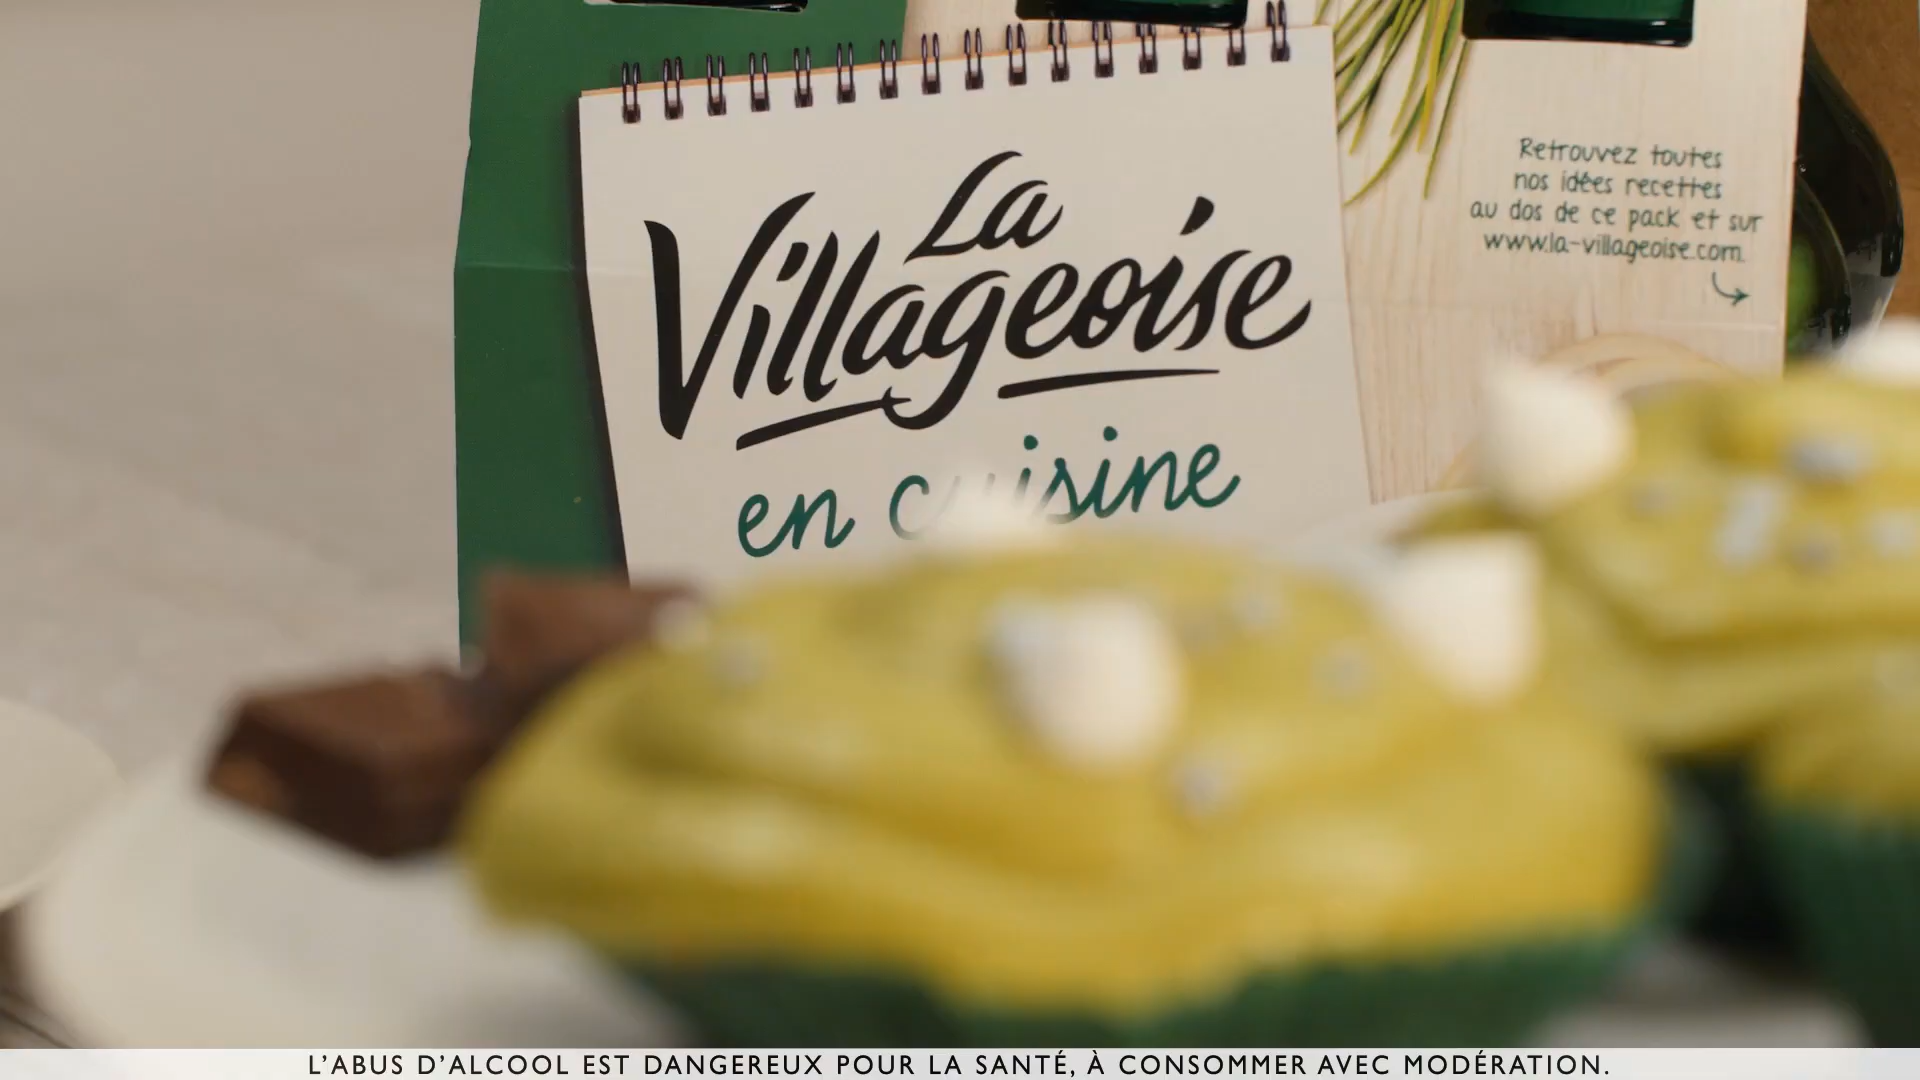 La
Villageoise
en cuisine
Retrouvez toutes
nos idées recettes
au dos de ce pack et sur
www.la-villageoise.com.
L'ABUS D'ALCOOL EST DANGEREUX POUR LA SANTÉ, À CONSOMMER AVEC MODÉRATION.